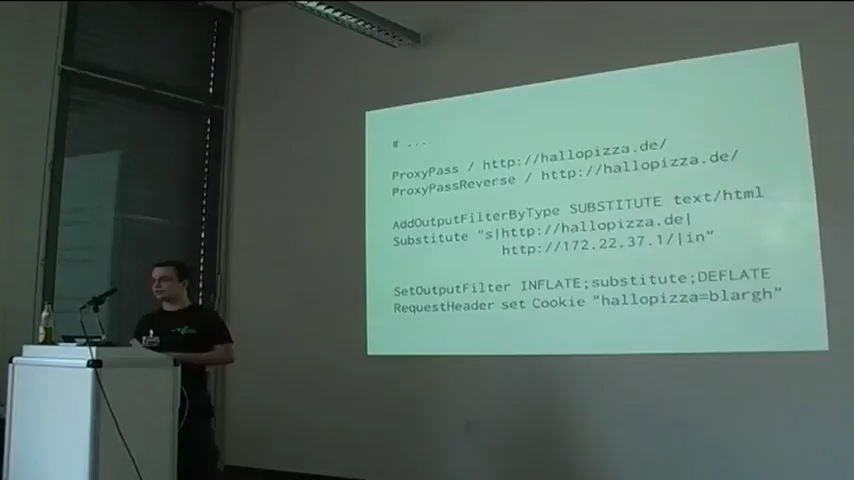 # ...
ProxyPass / http://hallopizza.de/
ProxyPassReverse / http://hallopizza.de/
AddOutputFilterByType SUBSTITUTE text/html
Substitute "s|http://hallopizza.de|
http://172.22.37.1/|in"
SetOutputFilter INFLATE;substitute;DEFLATE
RequestHeader set Cookie "hallopizza=blargh"